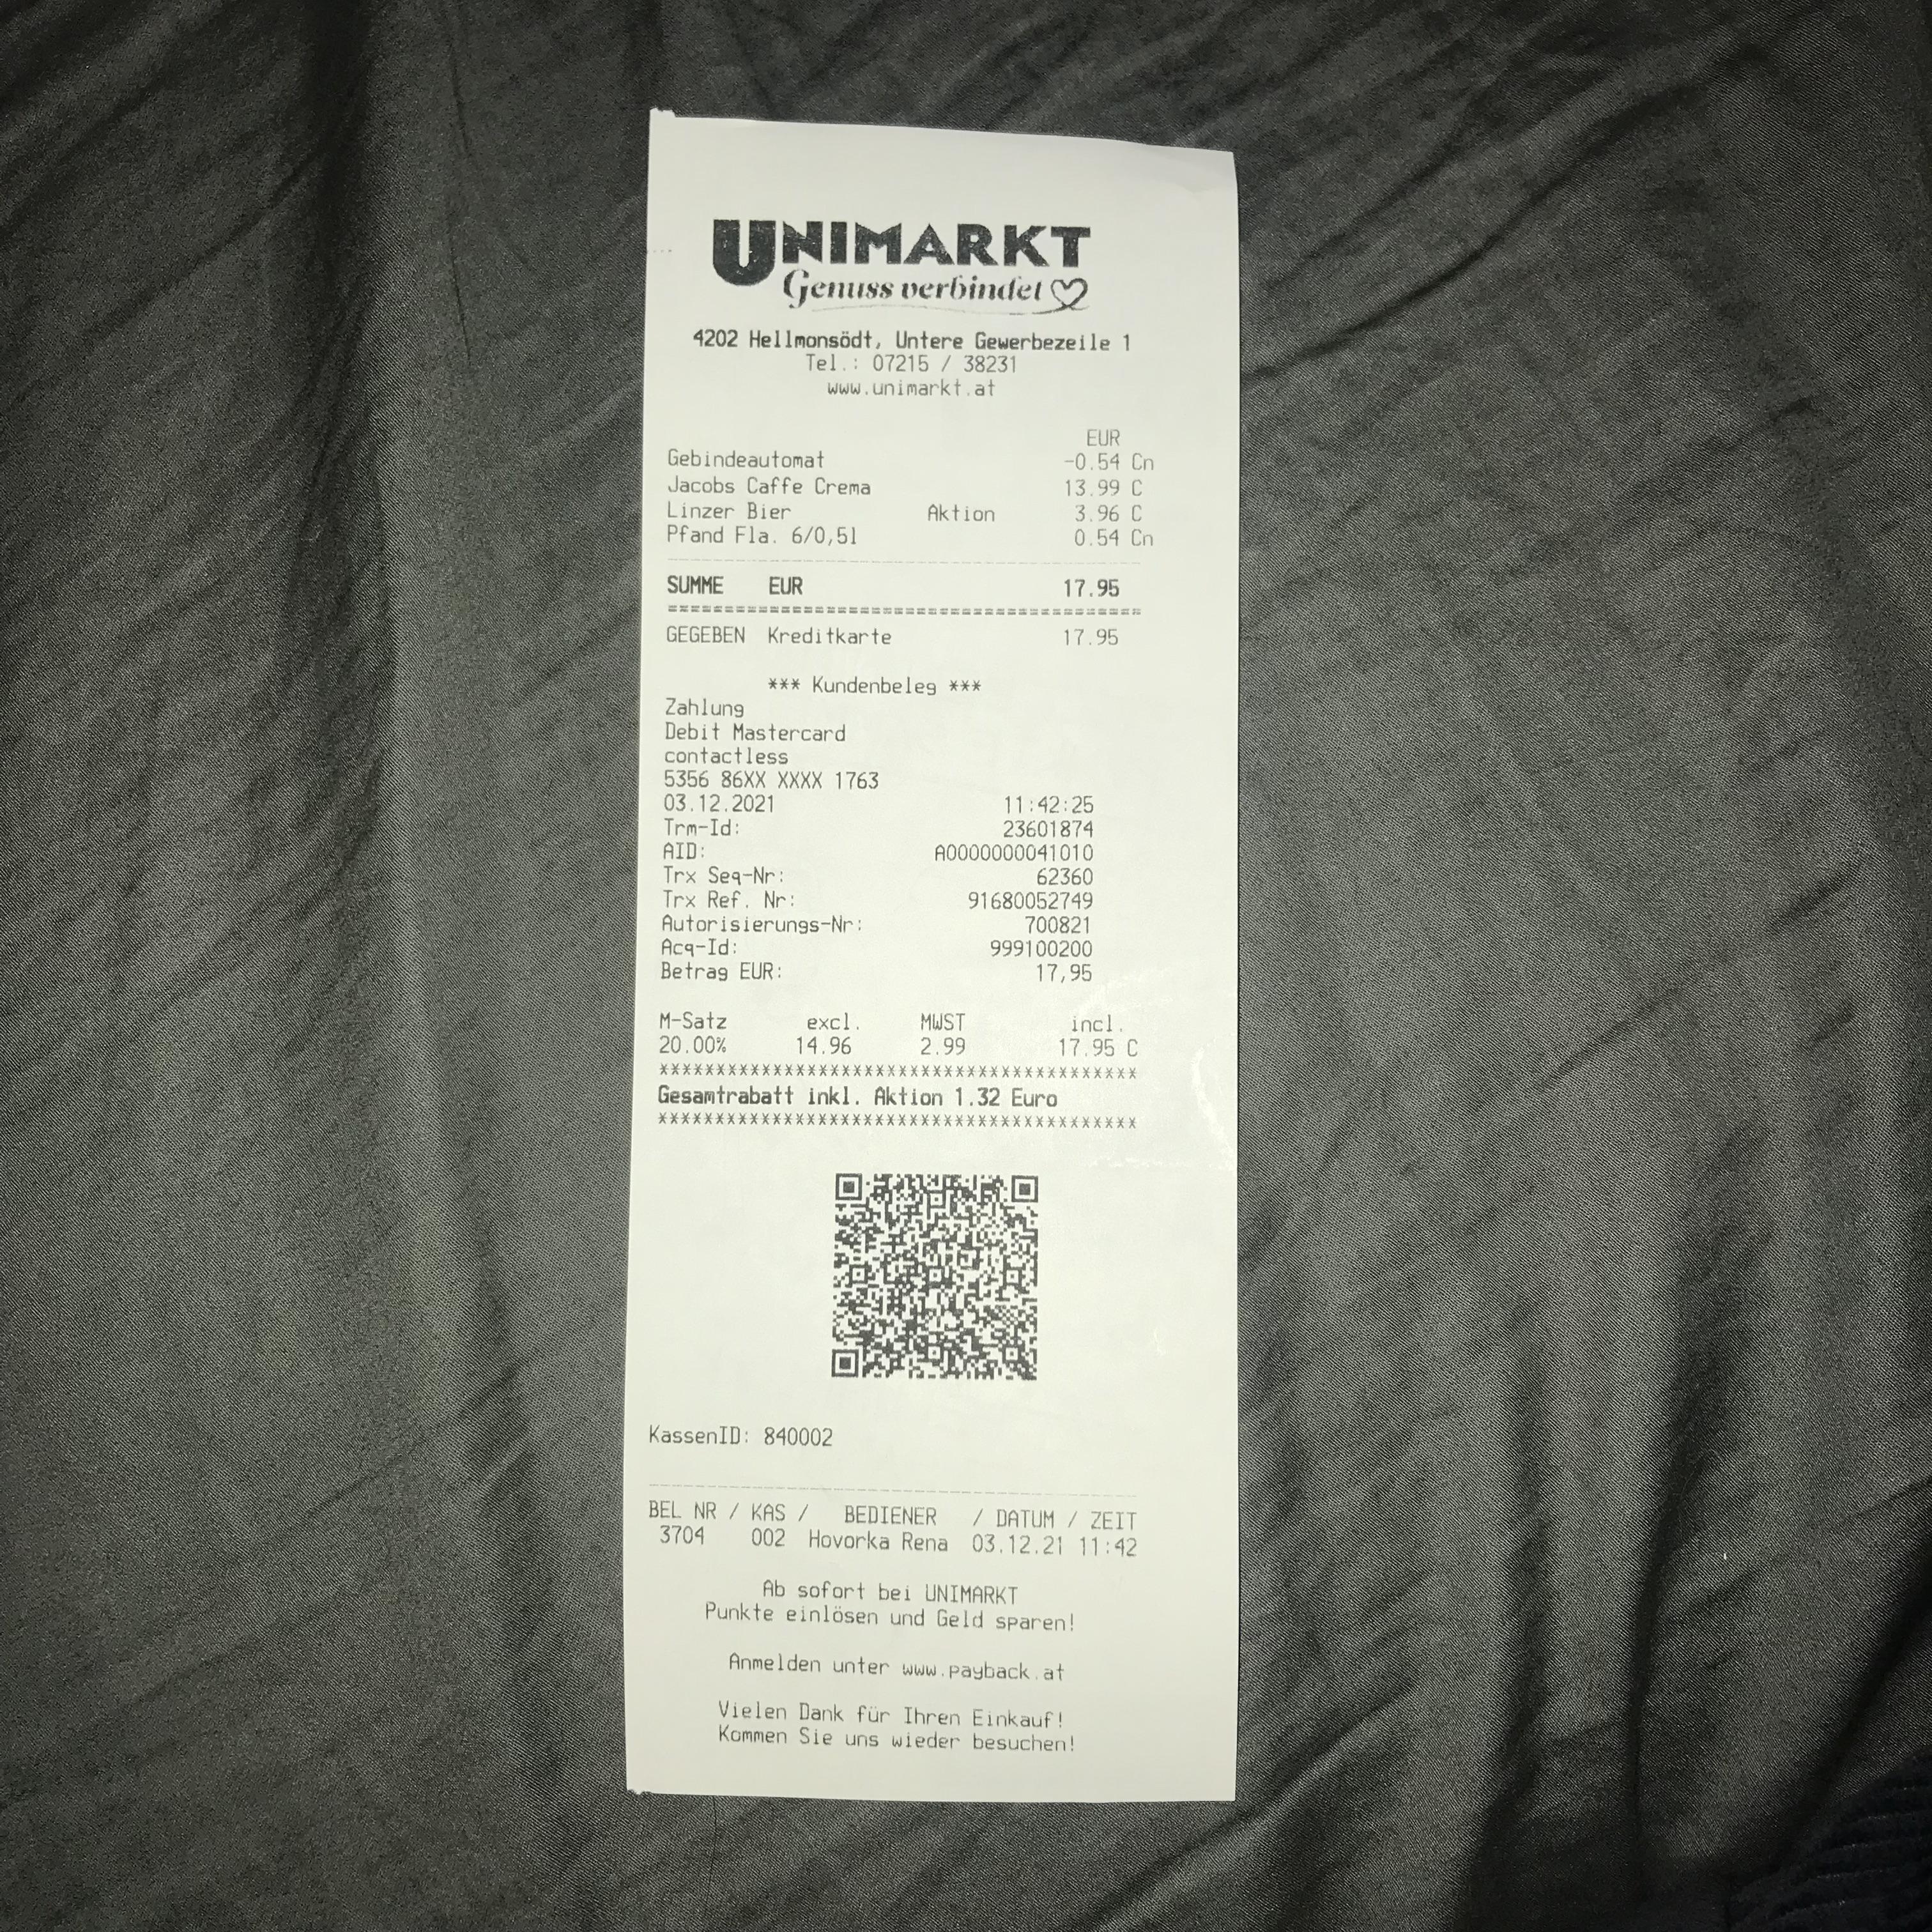 UNIMARKT
Genuss verbindet
4202 Hellmonsödt, Untere Gewerbezeile 1
Tel.: 07215 / 38231
www.unimarkt.at
EUR
Gebindeautomat -0.54 Cn
Jacobs Caffe Crema 13.99 C
Linzer Bier Aktion 3.96 C
Pfand Fla. 6/0,5l 0.54 Cn
SUMME EUR 17.95
==========================================
GEGEBEN Kreditkarte 17.95
*** Kundenbeleg ***
Zahlung
Debit Mastercard
contactless
5356 86XX XXXX 1763
03.12.2021 11:42:25
Trm-Id: 23601874
AID: A0000000041010
Trx Seq-Nr: 62360
Trx Ref. Nr: 91680052749
Autorisierungs-Nr: 700821
Acq-Id: 999100200
Betrag EUR: 17,95
M-Satz excl. MWST incl.
20.00% 14.96 2.99 17.95 C
******************************************
Gesamtrabatt inkl. Aktion 1.32 Euro
******************************************
KassenID: 840002
BEL NR / KAS / BEDIENER / DATUM / ZEIT
3704 002 Hovorka Rena 03.12.21 11:42
Ab sofort bei UNIMARKT
Punkte einlösen und Geld sparen!
Anmelden unter www.payback.at
Vielen Dank für Ihren Einkauf!
Kommen Sie uns wieder besuchen!